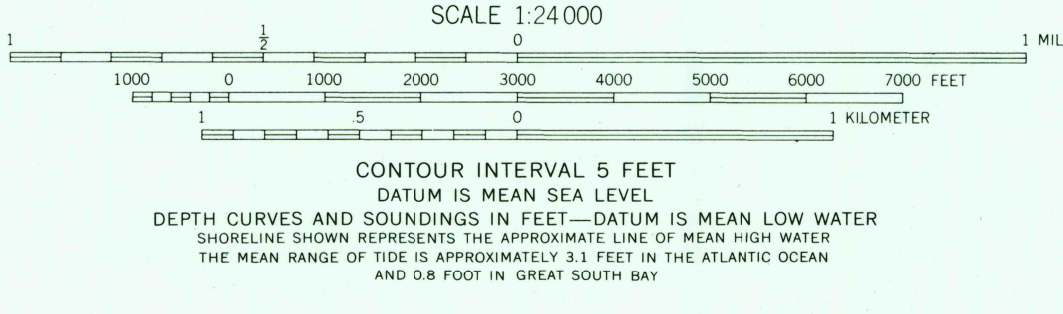 SCALE 1:24 000
1 1/2 0 1 MIL
1000 0 1000 2000 3000 4000 5000 6000 7000 FEET
1 .5 0 1 KILOMETER
CONTOUR INTERVAL 5 FEET
DATUM IS MEAN SEA LEVEL
DEPTH CURVES AND SOUNDINGS IN FEET—DATUM IS MEAN LOW WATER
SHORELINE SHOWN REPRESENTS THE APPROXIMATE LINE OF MEAN HIGH WATER
THE MEAN RANGE OF TIDE IS APPROXIMATELY 3.1 FEET IN THE ATLANTIC OCEAN
AND 0.8 FOOT IN GREAT SOUTH BAY